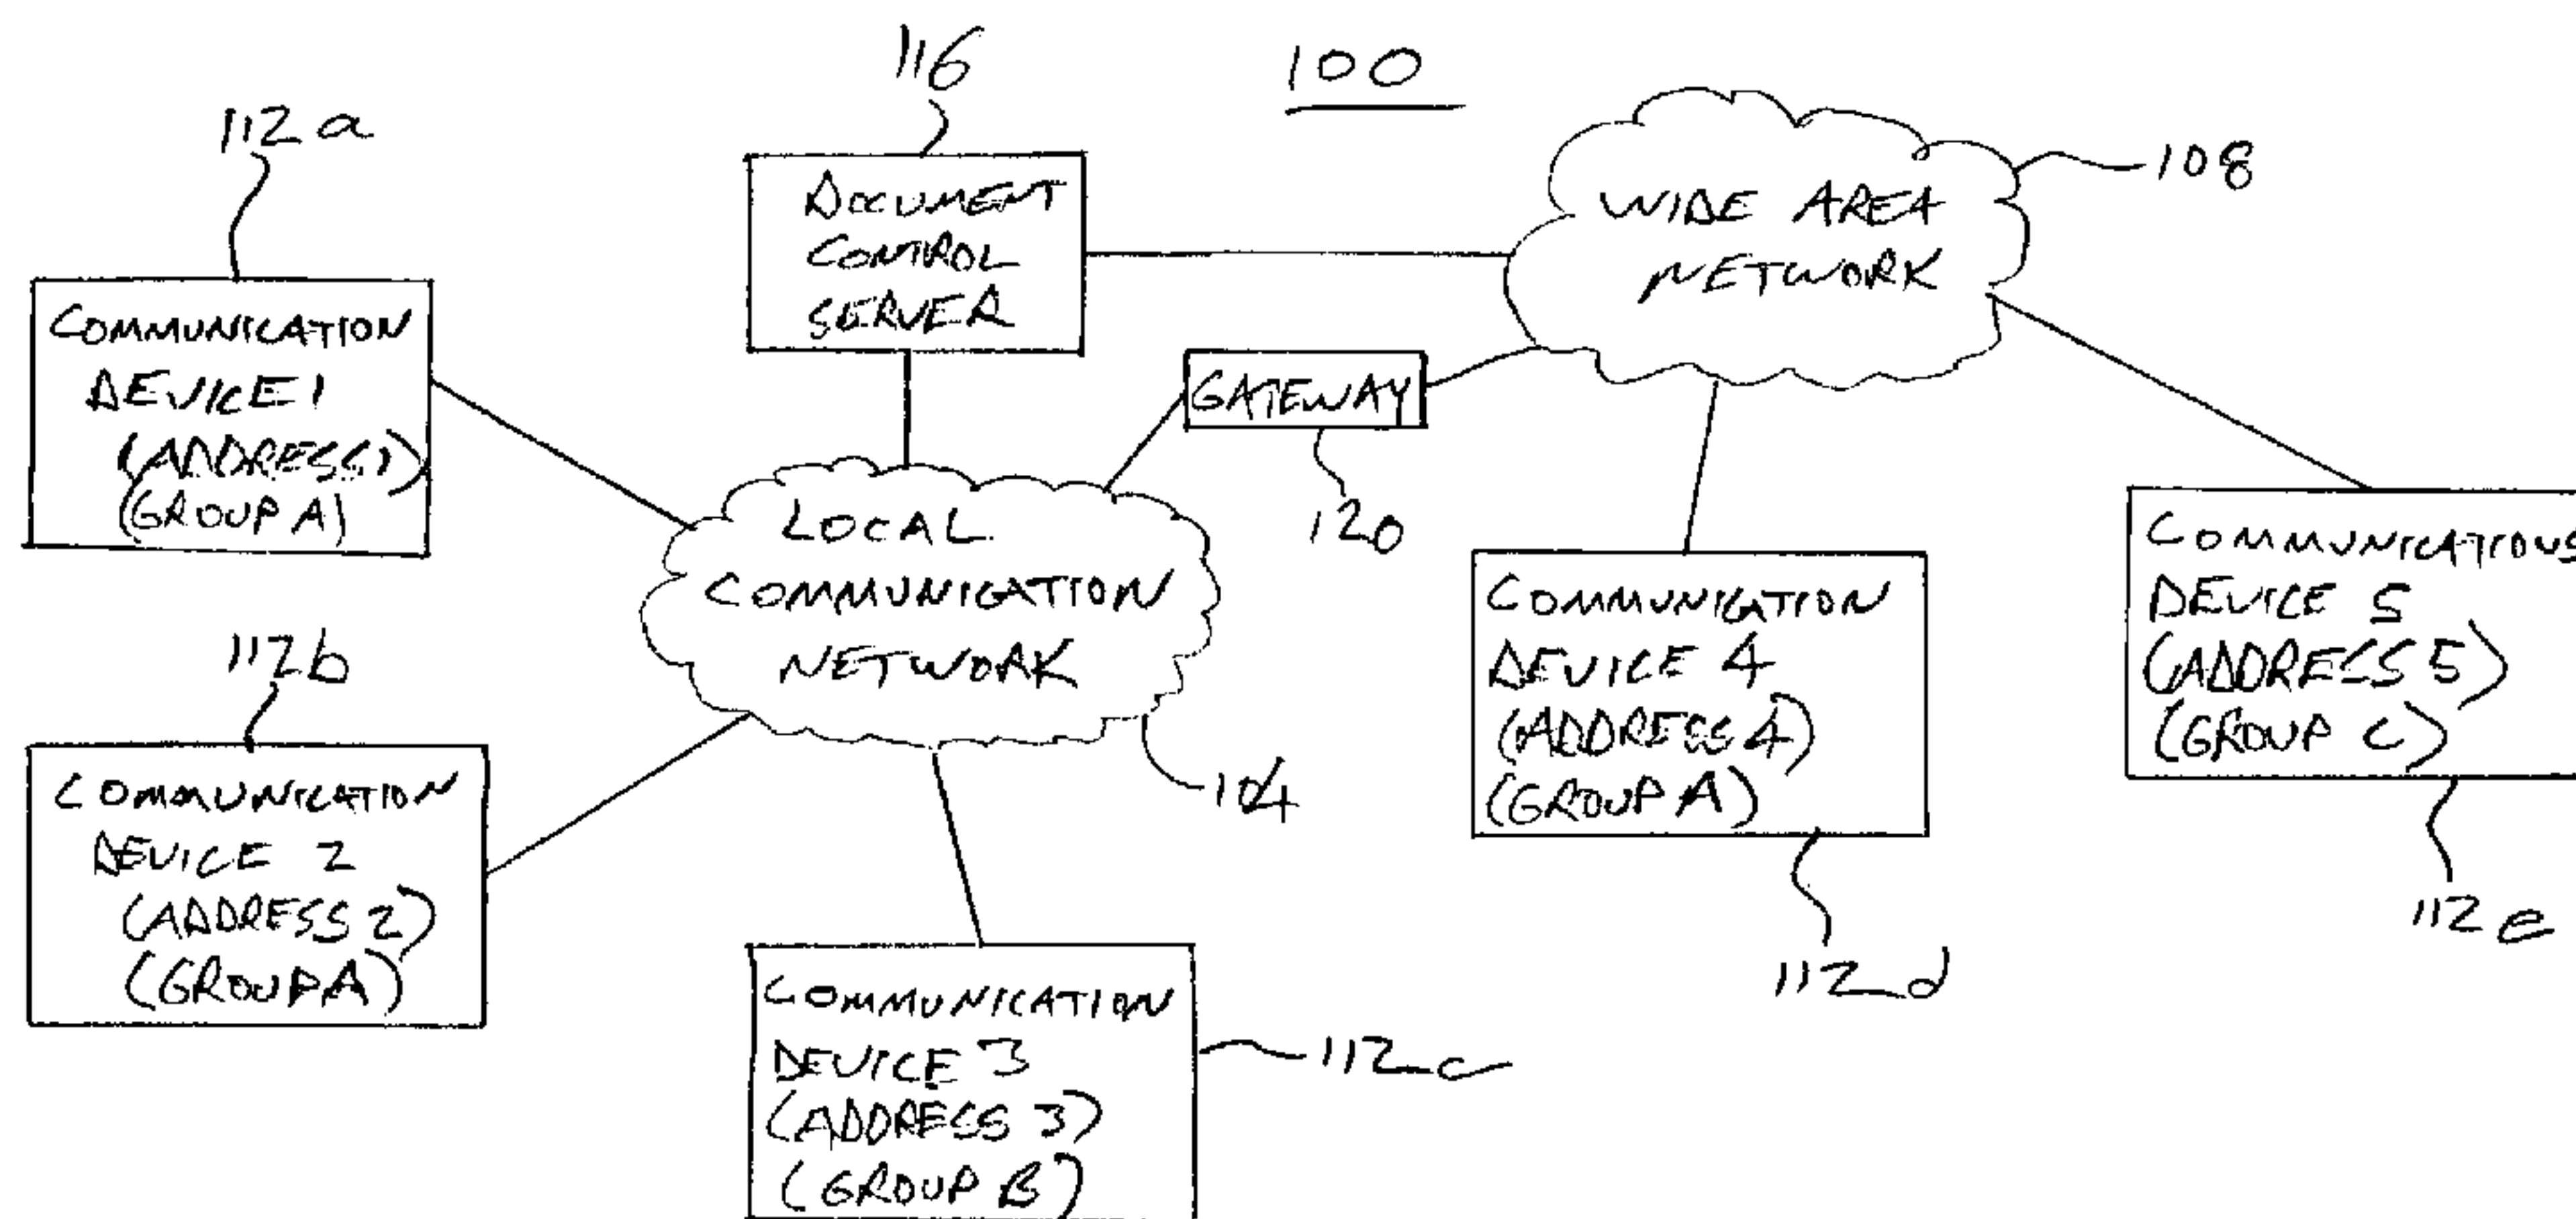 116
100
112a
108
DOCUMENT
CONTROL
SERVER
WIDE AREA
NETWORK
COMMUNICATION
DEVICE 1
(ADDRESS 1)
(GROUP A)
GATEWAY
120
LOCAL
COMMUNICATION
NETWORK
104
COMMUNICATION
DEVICE 4
(ADDRESS 4)
(GROUP A)
112d
COMMUNICATIONS
DEVICE 5
(ADDRESS 5)
(GROUP C)
112e
112b
COMMUNICATION
DEVICE 2
(ADDRESS 2)
(GROUP A)
COMMUNICATION
DEVICE 3
(ADDRESS 3)
(GROUP B)
112c